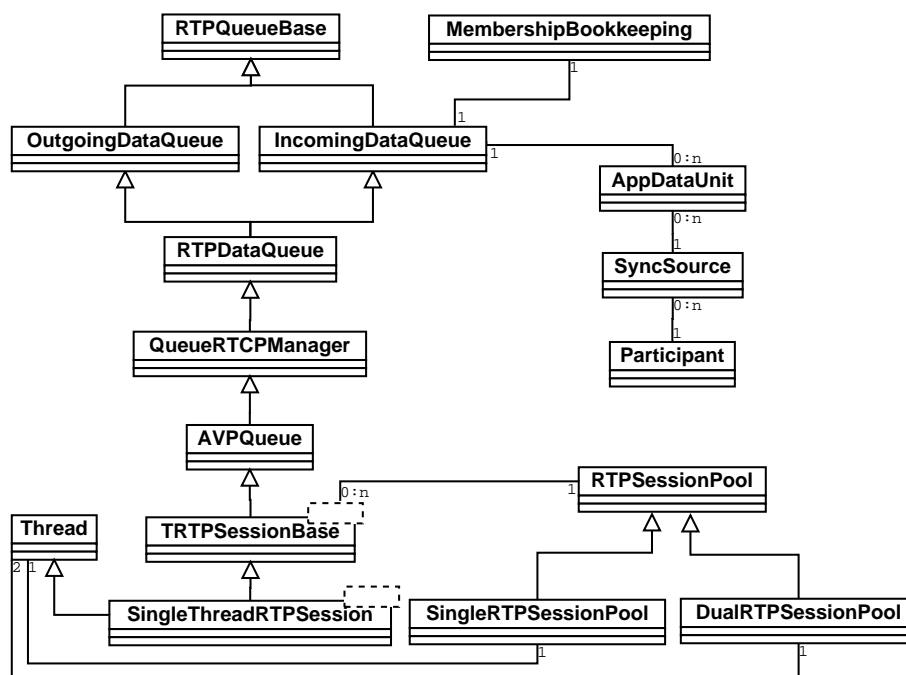 RTPQueueBase
MembershipBookkeeping
1
1
OutgoingDataQueue
IncomingDataQueue
1
0:n
AppDataUnit
0:n
1
RTPDataQueue
SyncSource
0:n
1
QueueRTCPManager
Participant
AVPQueue
RTPSessionPool
0:n
1
Thread
TRTPSessionBase
2
1
SingleThreadRTPSession
SingleRTPSessionPool
DualRTPSessionPool
1
1